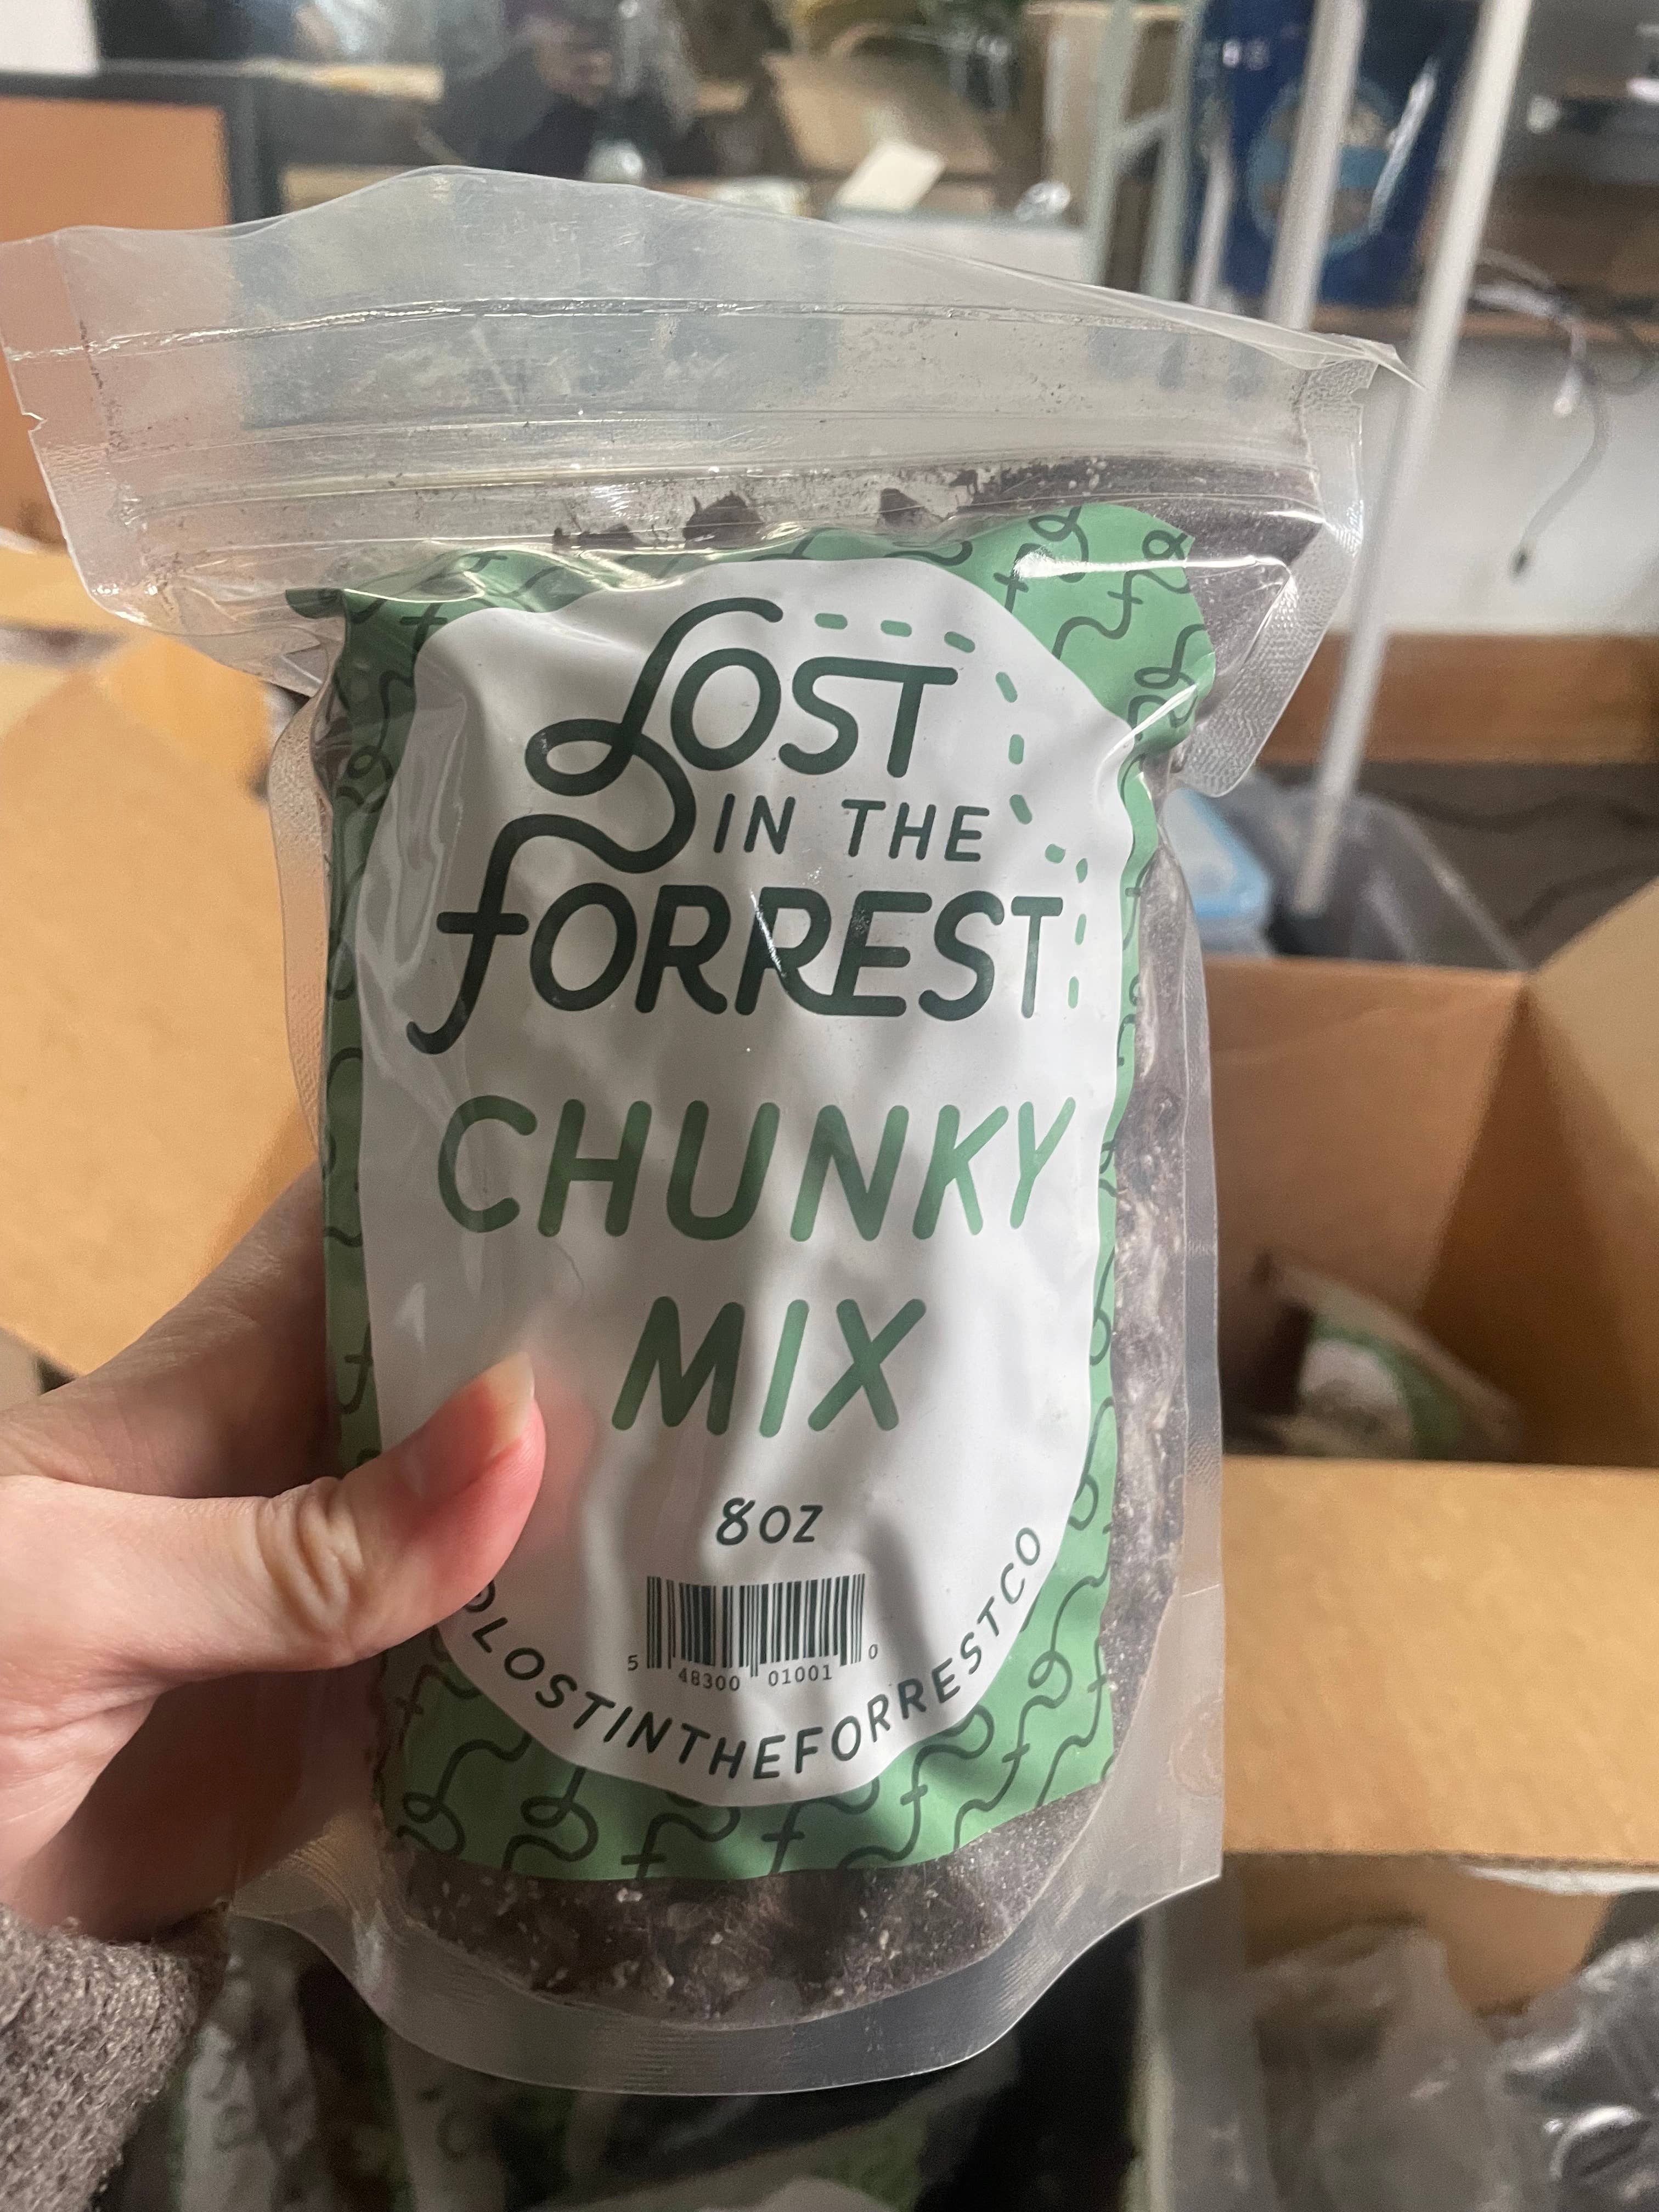 LOST
IN THE
FORREST
CHUNKY
MIX
8OZ
5 48300 01001 0
@LOSTINTHEFORRESTCO